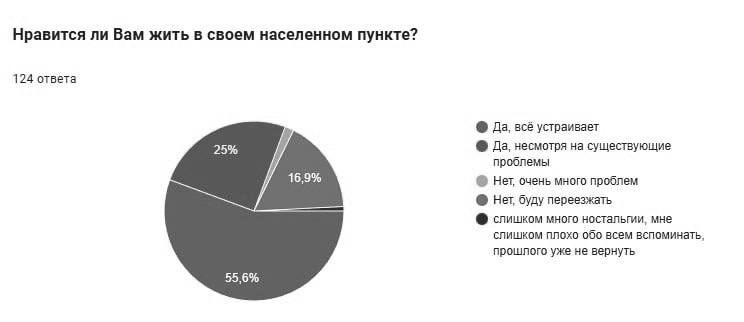 Нравится ли Вам жить в своем населенном пункте?
124 ответа
25%
16,9%
55,6%
Да, всё устраивает
Да, несмотря на существующие
проблемы
Нет, очень много проблем
Нет, буду переезжать
слишком много ностальгии, мне
слишком плохо обо всем вспоминать,
прошлого уже не вернуть